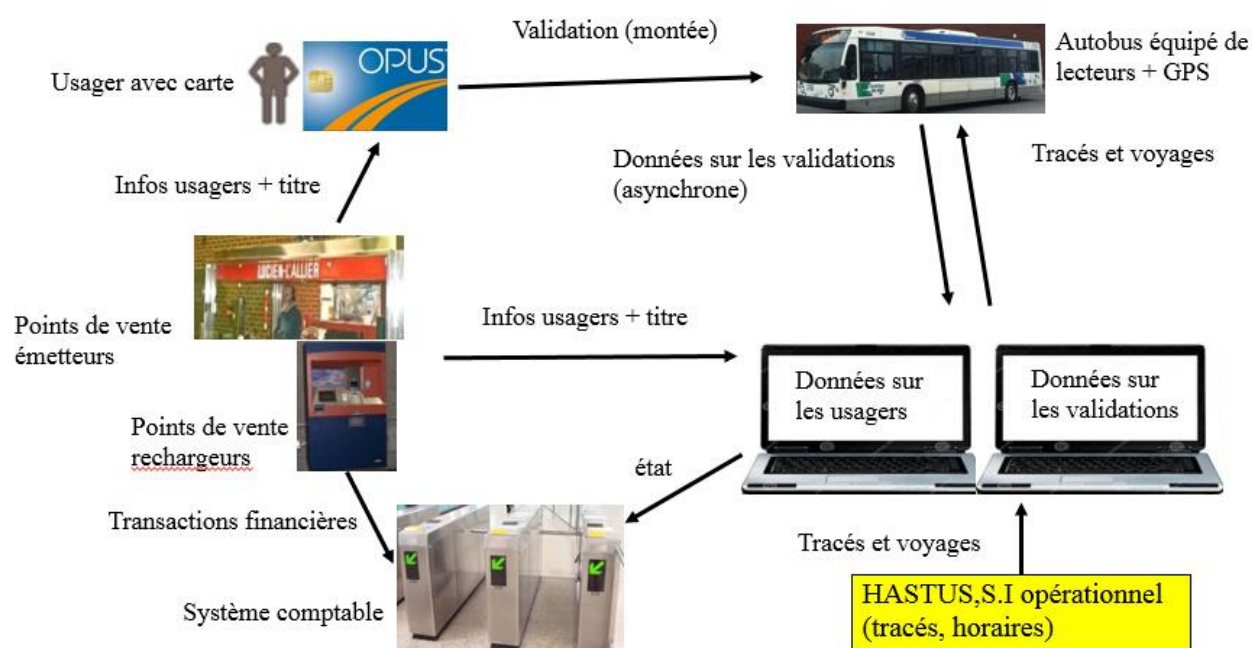 Validation (montée)
Usager avec carte
OPUS
Autobus équipé de
lecteurs + GPS
Données sur les validations
(asynchrone)
Tracés et voyages
Infos usagers + titre
LUCIEN-L'ALLIER
Points de vente
émetteurs
Infos usagers + titre
Données sur
les usagers
Données sur
les validations
Points de vente
rechargeurs
état
Transactions financières
Tracés et voyages
Système comptable
HASTUS,S.I opérationnel
(tracés, horaires)